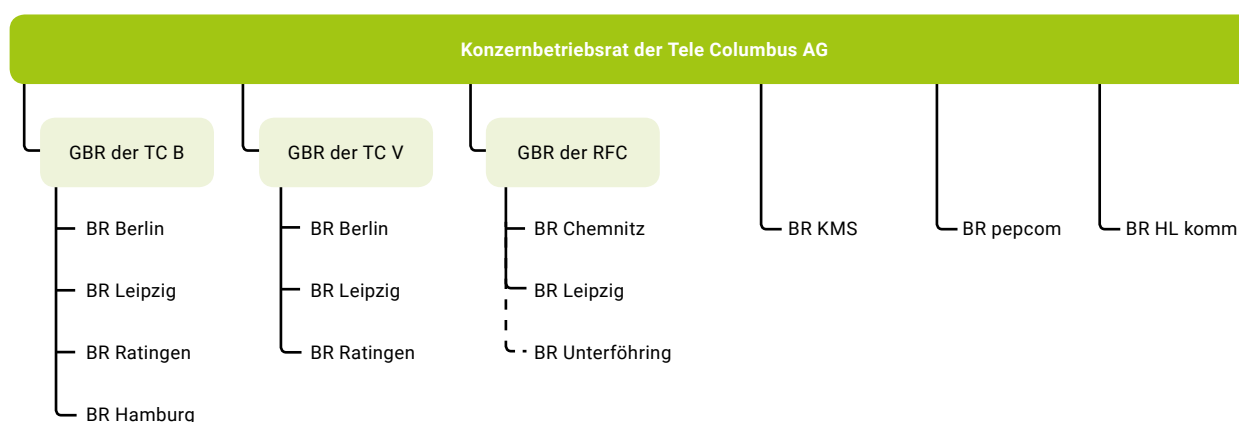 Konzernbetriebsrat der Tele Columbus AG
GBR der TC B
GBR der TC V
GBR der RFC
BR Berlin
BR Berlin
BR Chemnitz
BR KMS
BR pepcom
BR HL komm
BR Leipzig
BR Leipzig
BR Leipzig
BR Ratingen
BR Ratingen
BR Unterföhring
BR Hamburg